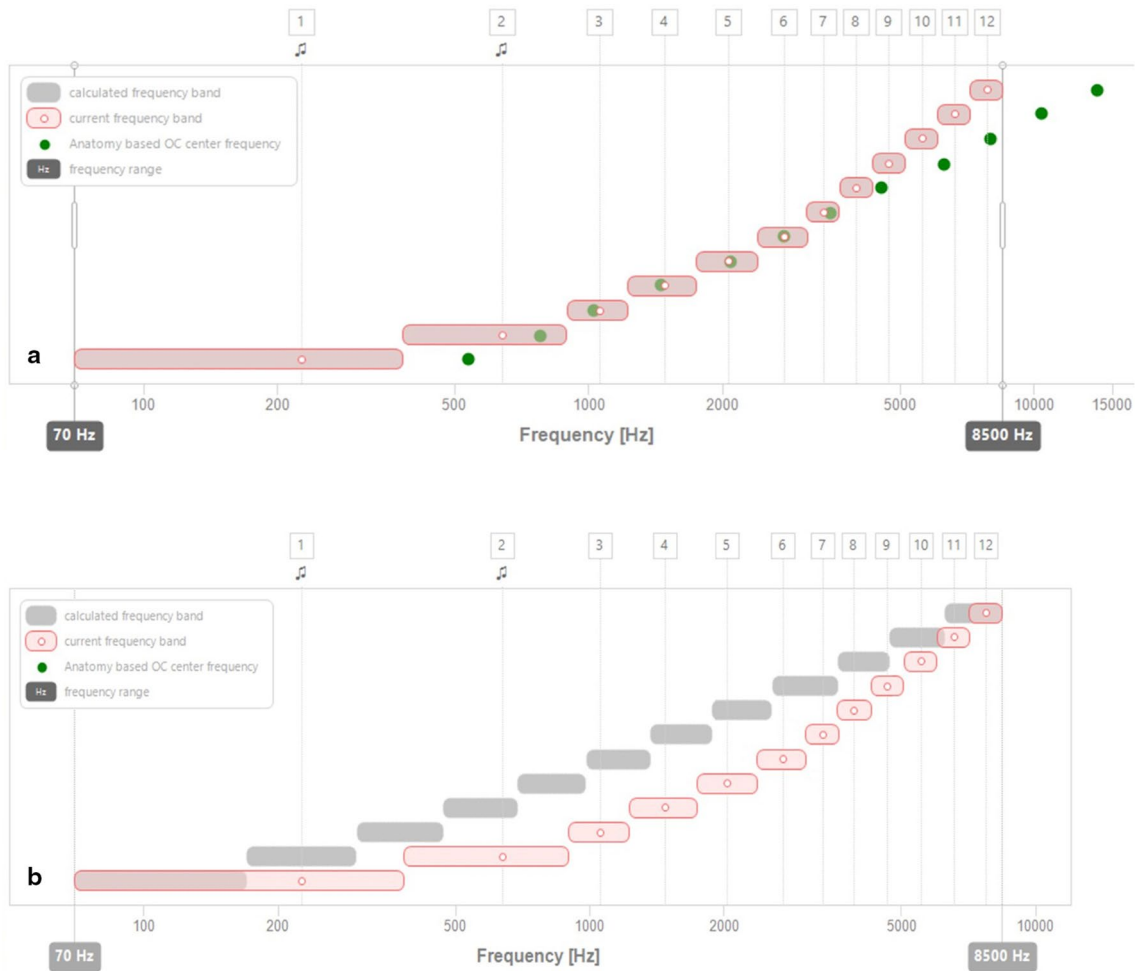 1 2 3 4 5 6 7 8 9 10 11 12
calculated frequency band
current frequency band
Anatomy based OC center frequency
Hz frequency range
a
100 200 500 1000 2000 5000 10000 15000
70 Hz Frequency [Hz] 8500 Hz
1 2 3 4 5 6 7 8 9 10 11 12
calculated frequency band
current frequency band
Anatomy based OC center frequency
Hz frequency range
b
100 200 500 1000 2000 5000 10000
70 Hz Frequency [Hz] 8500 Hz